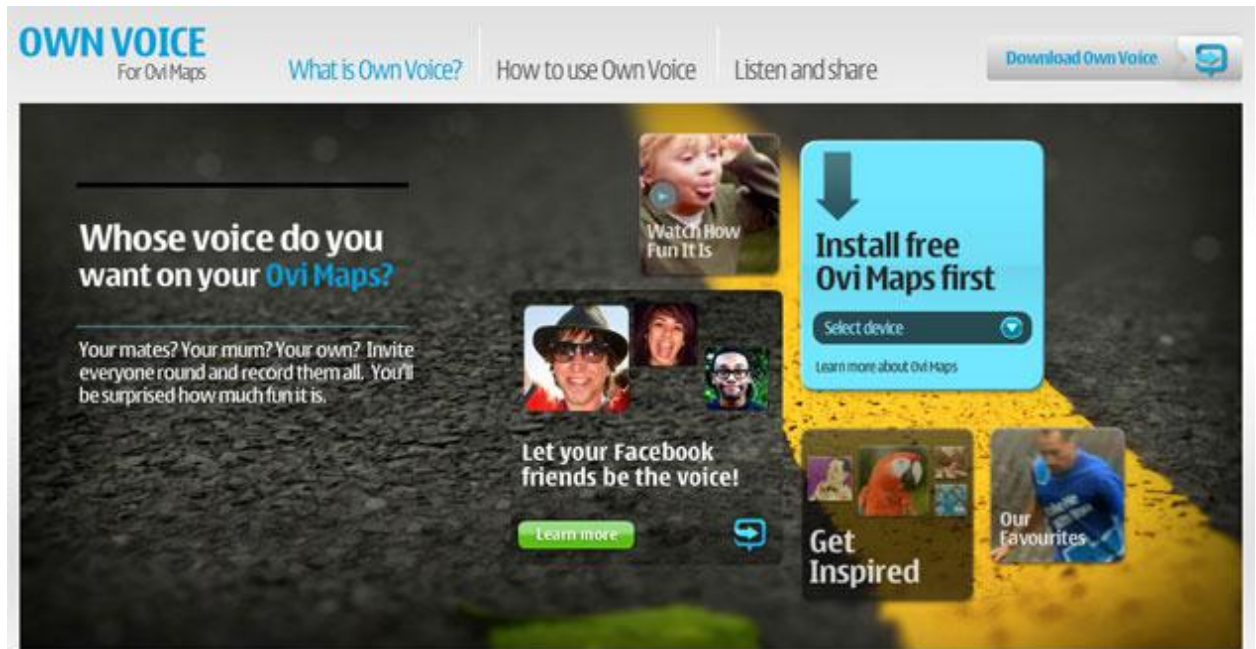 OWN VOICE
For Ovi Maps
What is Own Voice?
How to use Own Voice
Listen and share
Download Own Voice
Whose voice do you
want on your Ovi Maps?
Your mates? Your mum? Your own? Invite
everyone round and record them all. You'll
be surprised how much fun it is.
Watch How
Fun It Is
Install free
Ovi Maps first
Select device
Learn more about Ovi Maps
Let your Facebook
friends be the voice!
Learn more
Get
Inspired
Our
Favourites